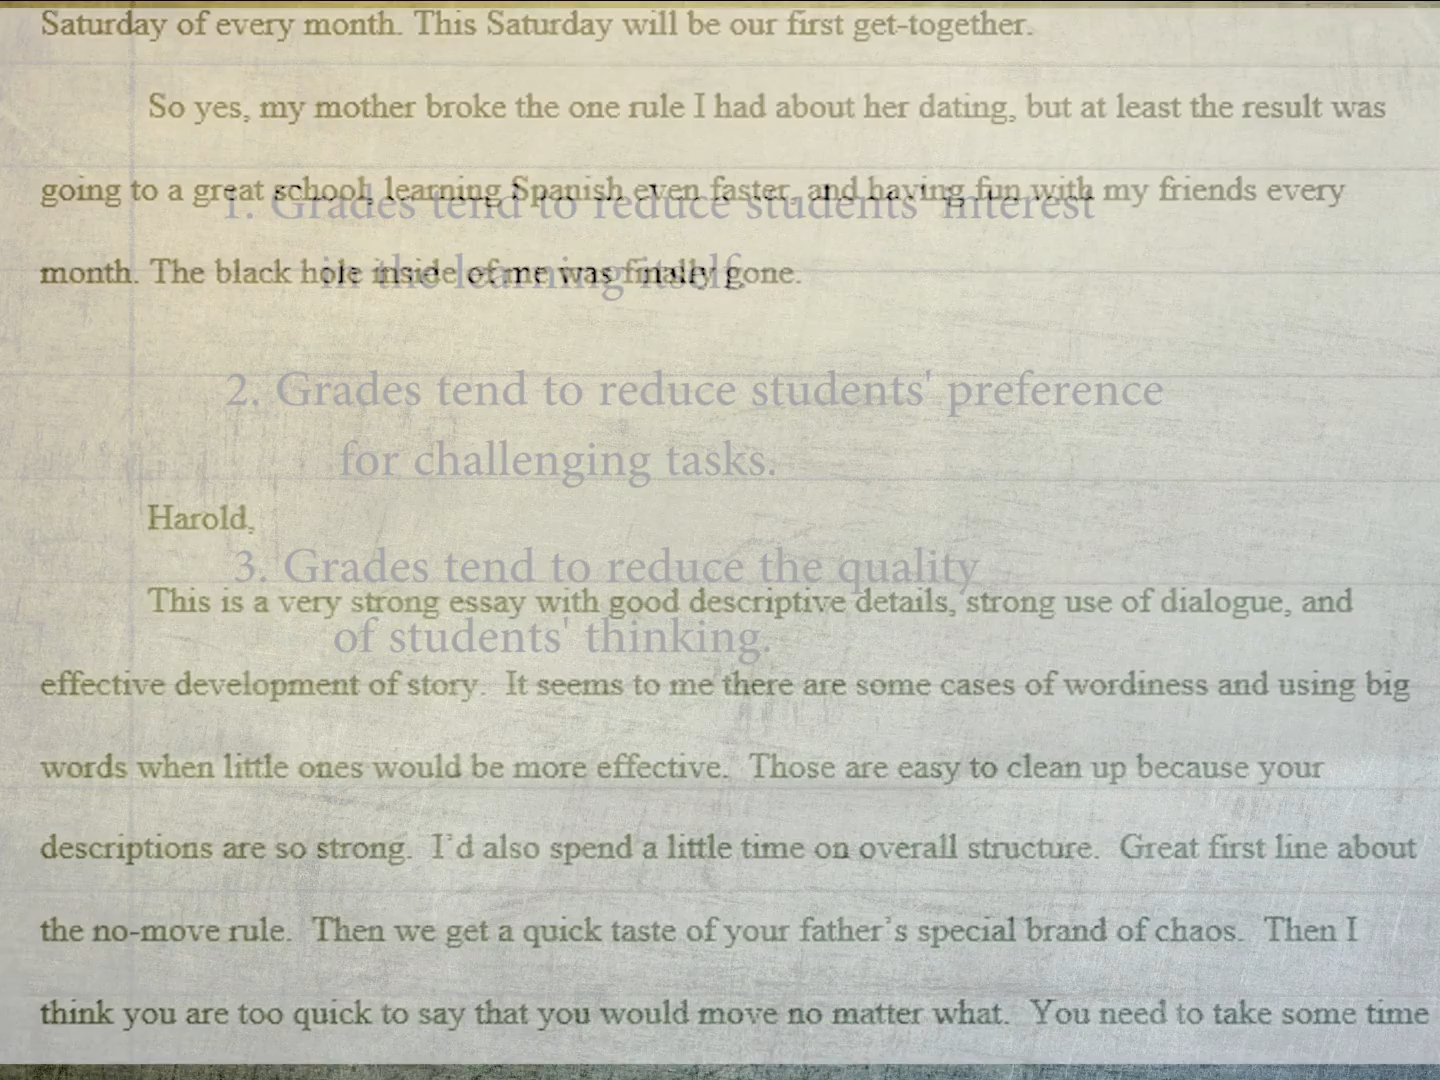 Saturday of every month. This Saturday will be our first get-together.
So yes, my mother broke the one rule I had about her dating, but at least the result was
going to a great school, learning Spanish even faster, and having fun with my friends every
1. Grades tend to reduce students' interest
month. The black hole inside of me was finally gone.
in the learning itself.
2. Grades tend to reduce students' preference
for challenging tasks.
Harold,
3. Grades tend to reduce the quality
This is a very strong essay with good descriptive details, strong use of dialogue, and
of students' thinking.
effective development of story.  It seems to me there are some cases of wordiness and using big
words when little ones would be more effective.  Those are easy to clean up because your
descriptions are so strong.  I'd also spend a little time on overall structure.  Great first line about
the no-move rule.  Then we get a quick taste of your father's special brand of chaos.  Then I
think you are too quick to say that you would move no matter what.  You need to take some time